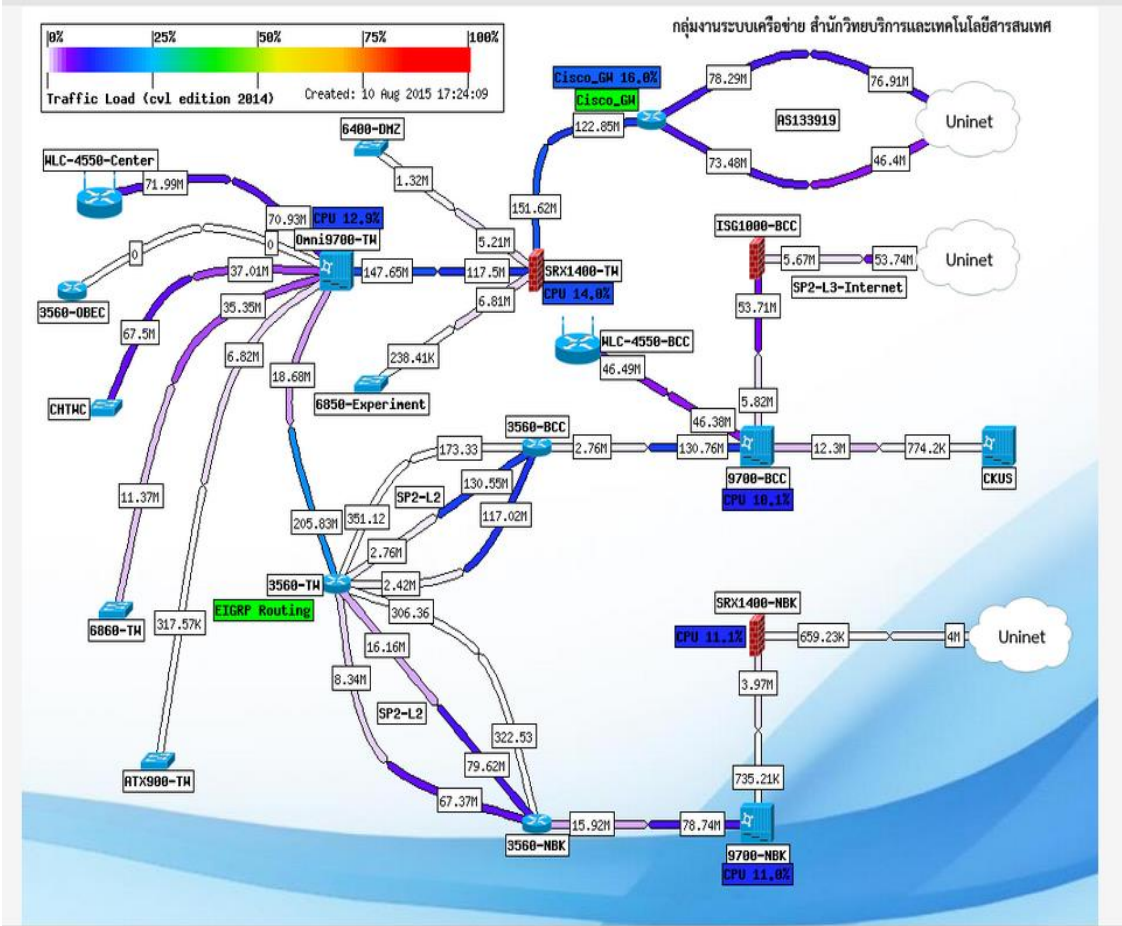 กลุ่มงานระบบเครือข่าย สำนักวิทยบริการและเทคโนโลยีสารสนเทศ
0% 25% 50% 75% 100%
Traffic Load (cvl edition 2014) Created: 10 Aug 2015 17:24:09
Cisco_GW 16.0%
Cisco_GW
122.85M
78.29M
76.91M
AS133919
Uninet
73.48M
46.4M
6400-DMZ
1.32M
5.21M
151.62M
WLC-4550-Center
71.99M
70.93M
CPU 12.9%
Omni9700-TW
0
0
3560-OBEC
37.01M
147.65M
117.5M
SRX1400-TW
CPU 14.0%
6.81M
238.41K
6850-Experiment
35.35M
67.5M
CHTWC
6.82M
18.68M
11.37M
6860-TW
317.57K
ATX900-TW
205.83M
ISG1000-BCC
5.67M
53.74M
Uninet
SP2-L3-Internet
53.71M
WLC-4550-BCC
46.49M
46.38M
5.82M
3560-BCC
173.33
2.76M
130.76M
12.3M
774.2K
9700-BCC
CPU 10.1%
CKUS
SP2-L2
130.55M
351.12
117.02M
2.76M
3560-TW
2.42M
EIGRP Routing
306.36
16.16M
8.34M
SP2-L2
322.53
79.62M
67.37M
3560-NBK
15.92M
78.74M
SRX1400-NBK
CPU 11.1%
659.23K
4M
Uninet
3.97M
735.21K
9700-NBK
CPU 11.0%